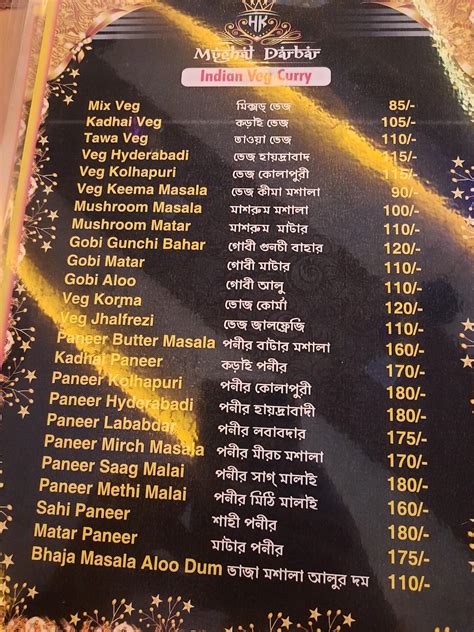 HK
Mughal Darbar
Indian Veg Curry
Mix Veg মিক্সড্ ভেজ 85/-
Kadhai Veg কড়াই ভেজ 105/-
Tawa Veg তাওয়া ভেজ 110/-
Veg Hyderabadi ভেজ হায়দ্রাবাদ 115/-
Veg Kolhapuri ভেজ কোলাপুরী 115/-
Veg Keema Masala ভেজ কীমা মশালা 90/-
Mushroom Masala মাশরুম মশালা 100/-
Mushroom Matar মাশরুম মাটার 110/-
Gobi Gunchi Bahar গোবী গুনচী বাহার 120/-
Gobi Matar গোবী মাটার 110/-
Gobi Aloo গোবী আলু 110/-
Veg Korma ভোজ কোর্মা 120/-
Veg Jhalfrezi ভেজ জালফ্রেজি 110/-
Paneer Butter Masala পনীর বাটার মশালা 160/-
Kadhai Paneer কড়াই পনীর 170/-
Paneer Kolhapuri পনীর কোলাপুরী 180/-
Paneer Hyderabadi পনীর হায়দ্রাবাদী 180/-
Paneer Lababdar পনীর লবাবদার 175/-
Paneer Mirch Masala পনীর মীরচ মশালা 170/-
Paneer Saag Malai পনীর সাগ্ মালাই 180/-
Paneer Methi Malai পনীর মিঠি মালাই 160/-
Sahi Paneer শাহী পনীর 180/-
Matar Paneer মাটার পনীর 175/-
Bhaja Masala Aloo Dum ভাজা মশালা আলুর দম 110/-